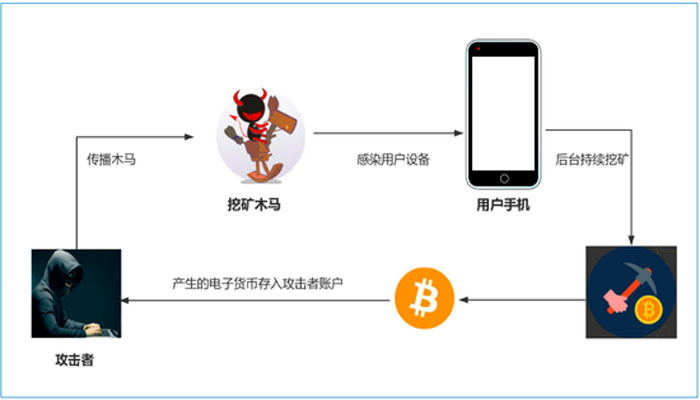 传播木马
感染用户设备
后台持续挖矿
挖矿木马
用户手机
产生的电子货币存入攻击者账户
攻击者